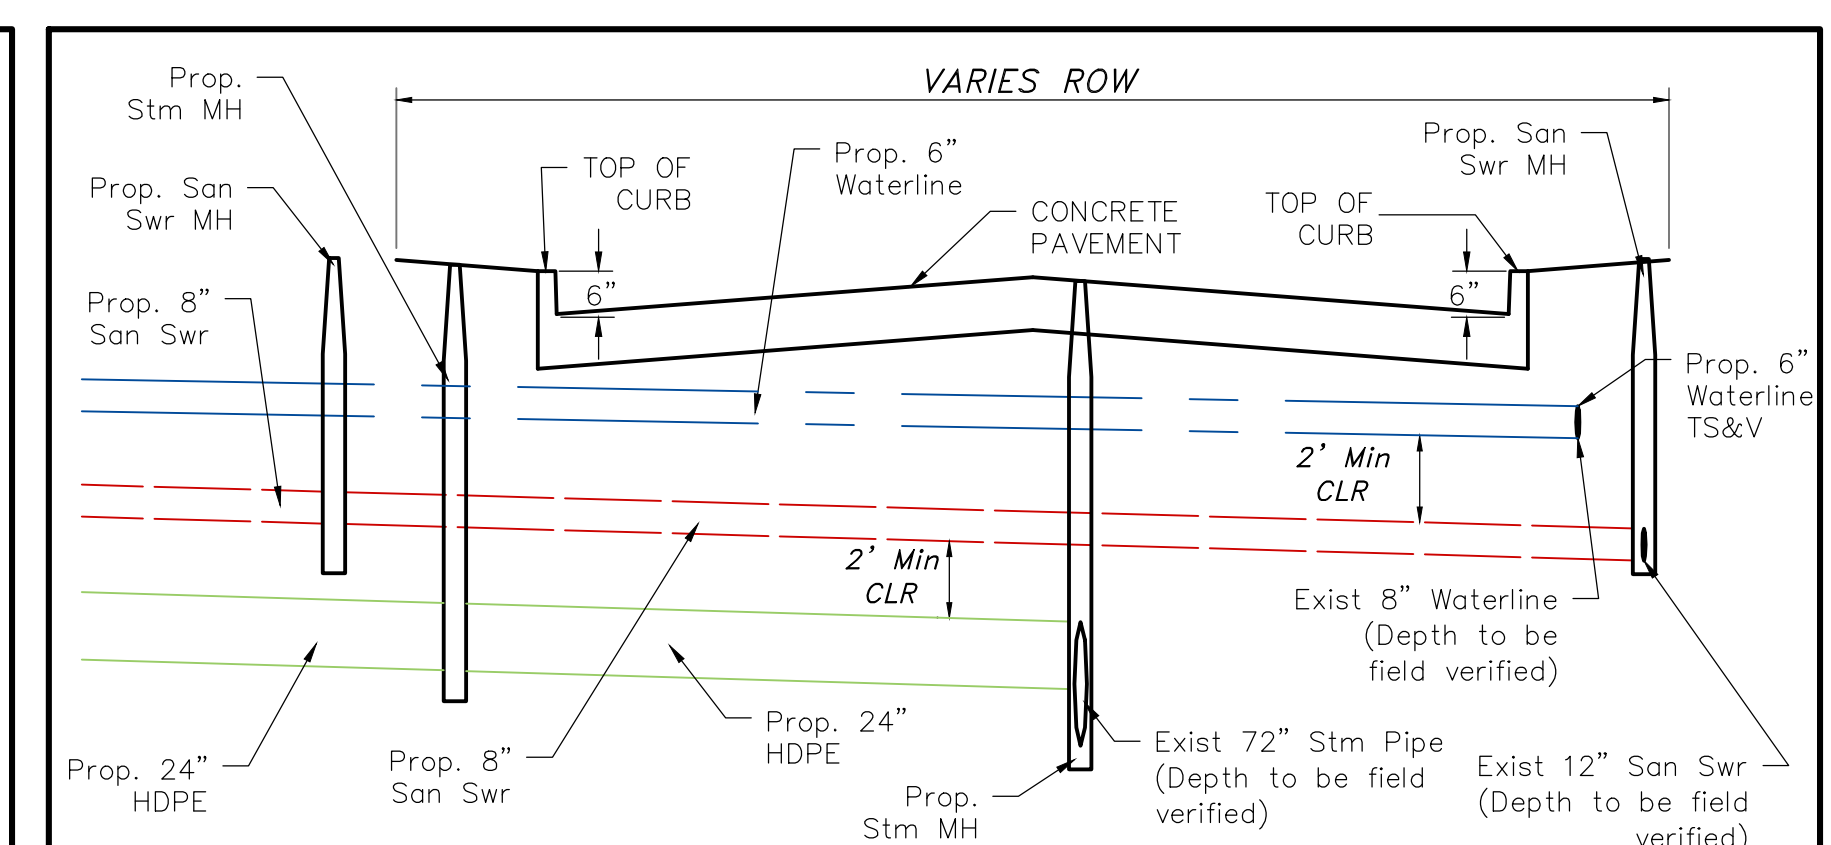 VARIES ROW
Prop.
Stm MH
Prop. San
Swr MH
Prop. 8"
San Swr
TOP OF
CURB
Prop. 6"
Waterline
CONCRETE
PAVEMENT
TOP OF
CURB
Prop. San
Swr MH
6"
6"
Prop. 6"
Waterline
TS&V
2' Min
CLR
2' Min
CLR
Exist 8" Waterline
(Depth to be
field verified)
Prop. 24"
HDPE
Prop. 8"
San Swr
Prop. 24"
HDPE
Prop.
Stm MH
Exist 72" Stm Pipe
(Depth to be field
verified)
Exist 12" San Swr
(Depth to be field
verified)